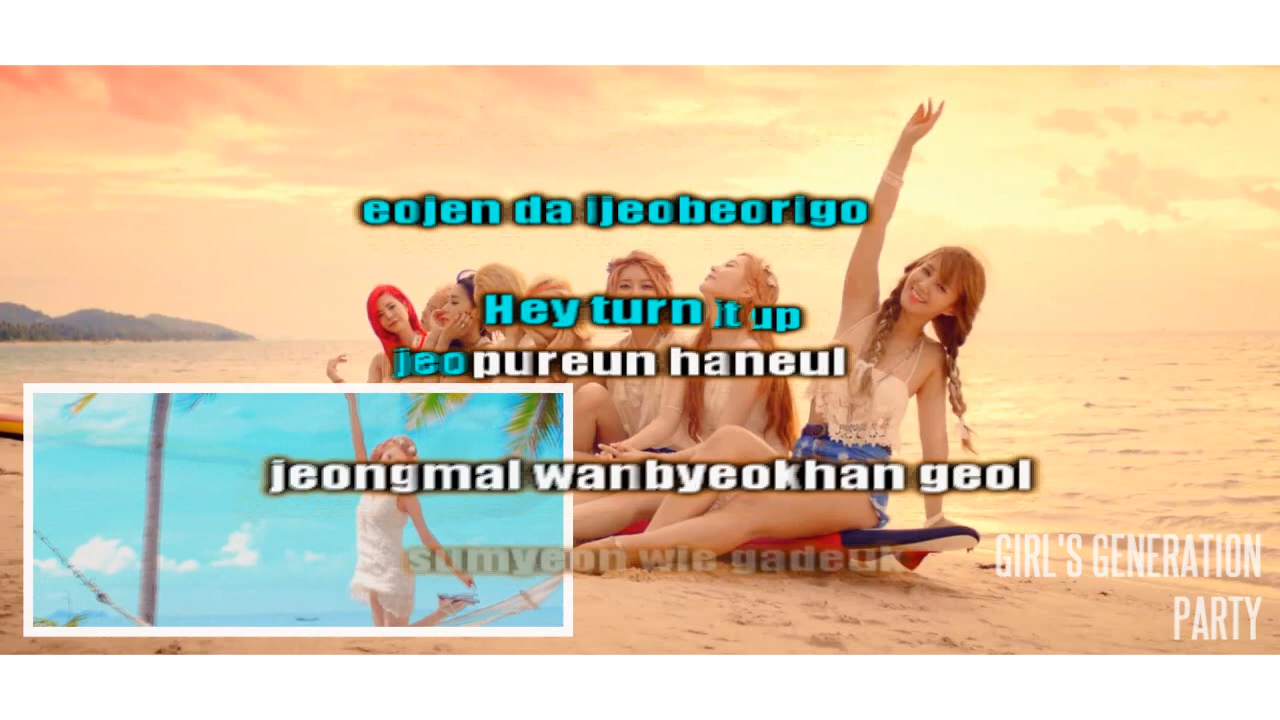 eojen da ijeobeorigo
Hey turn it up
jeo pureun haneul
jeongmal wanbyeokhan geol
sumyeon wie gadeuk
GIRL'S GENERATION
PARTY